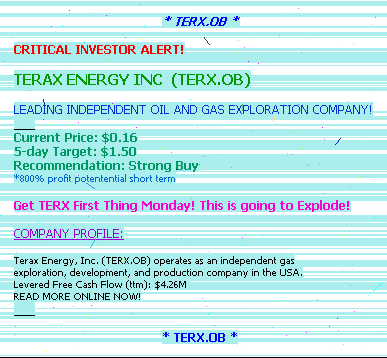 * TERX.OB *
CRITICAL INVESTOR ALERT!
TERAX ENERGY INC (TERX.OB)
LEADING INDEPENDENT OIL AND GAS EXPLORATION COMPANY!
Current Price: $0.16
5-day Target: $1.50
Recommendation: Strong Buy
*800% profit potentential short term
Get TERX First Thing Monday! This is going to Explode!
COMPANY PROFILE:
Terax Energy, Inc. (TERX.OB) operates as an independent gas
exploration, development, and production company in the USA.
Levered Free Cash Flow (ttm): $4.26M
READ MORE ONLINE NOW!
* TERX.OB *